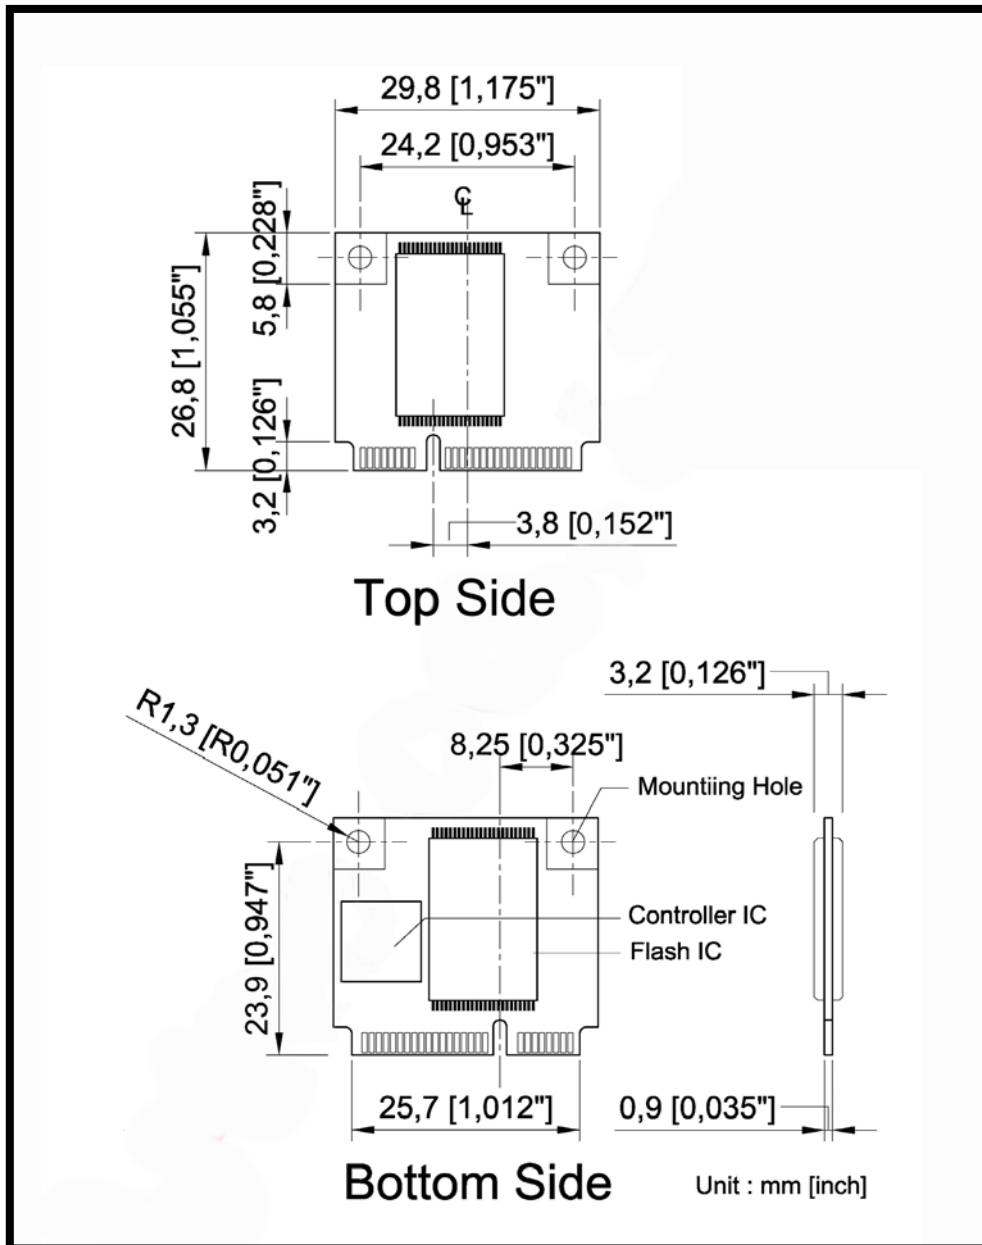 29,8 [1,175"]
24,2 [0,953"]
℄
5,8 [0,228"]
26,8 [1,055"]
3,2 [0,126"]
3,8 [0,152"]
Top Side
3,2 [0,126"]
R1,3 [R0,051"]
8,25 [0,325"]
Mountiing Hole
23,9 [0,947"]
Controller IC
Flash IC
25,7 [1,012"]
0,9 [0,035"]
Bottom Side
Unit : mm [inch]